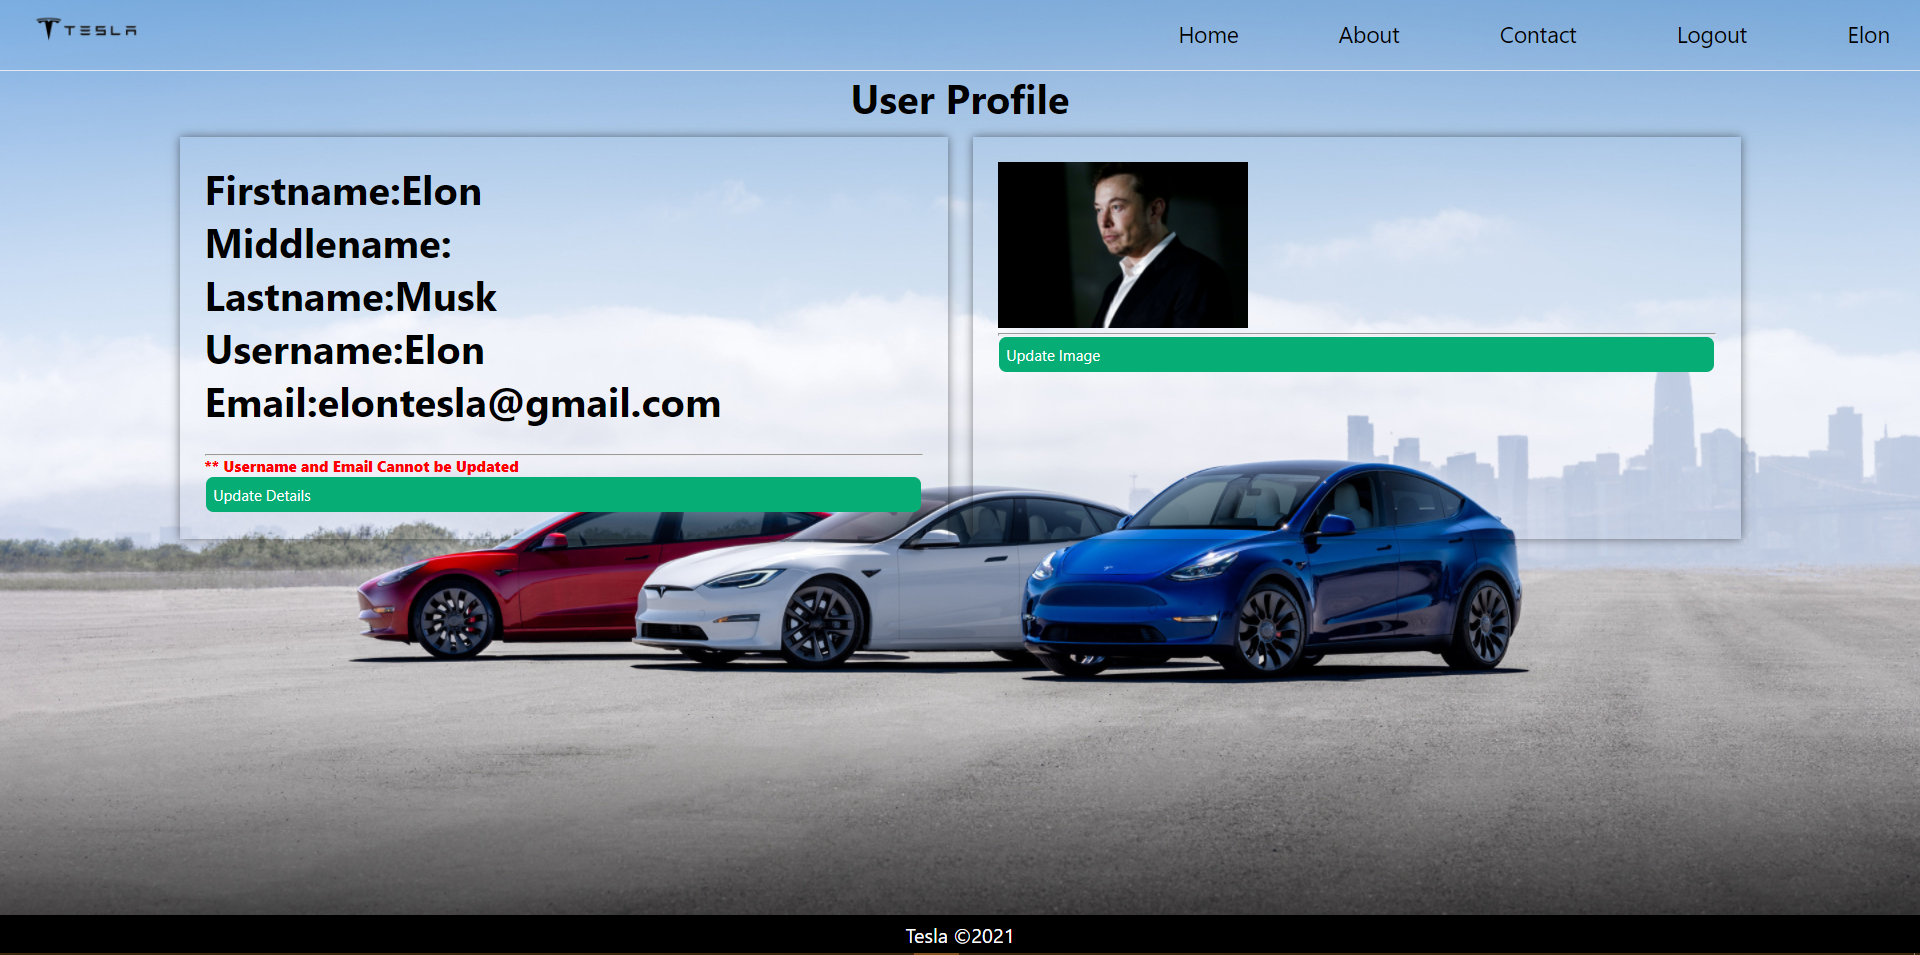 TESLA
Home About Contact Logout Elon
User Profile
Firstname:Elon
Middlename:
Lastname:Musk
Username:Elon
Email:elontesla@gmail.com
** Username and Email Cannot be Updated
Update Details
Update Image
Tesla ©2021